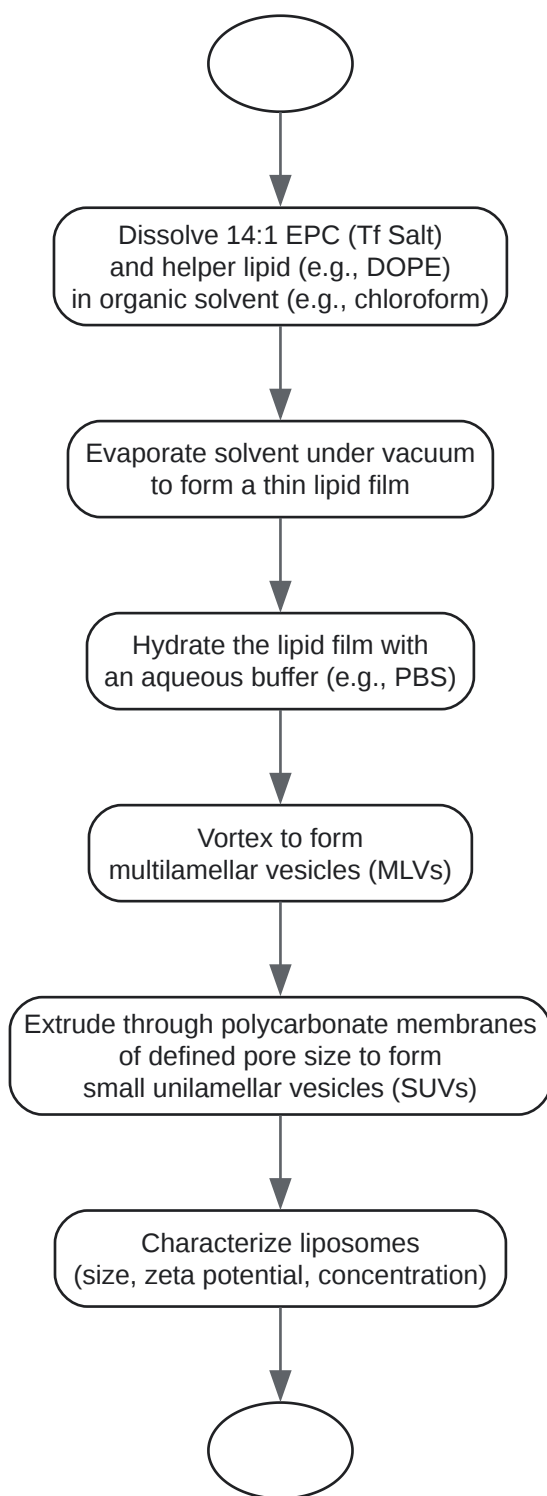 Dissolve 14:1 EPC (Tf Salt)
and helper lipid (e.g., DOPE)
in organic solvent (e.g., chloroform)
Evaporate solvent under vacuum
to form a thin lipid film
Hydrate the lipid film with
an aqueous buffer (e.g., PBS)
Vortex to form
multilamellar vesicles (MLVs)
Extrude through polycarbonate membranes
of defined pore size to form
small unilamellar vesicles (SUVs)
Characterize liposomes
(size, zeta potential, concentration)